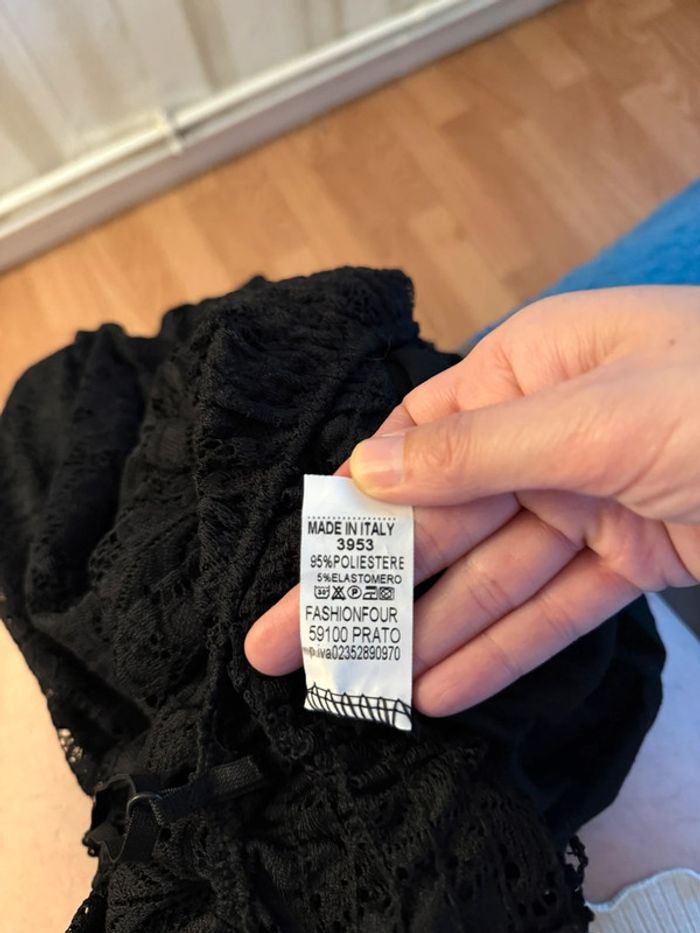 MADE IN ITALY
3953
95%POLIESTERE
5%ELASTOMERO
FASHIONFOUR
59100 PRATO
p.iva02352890970